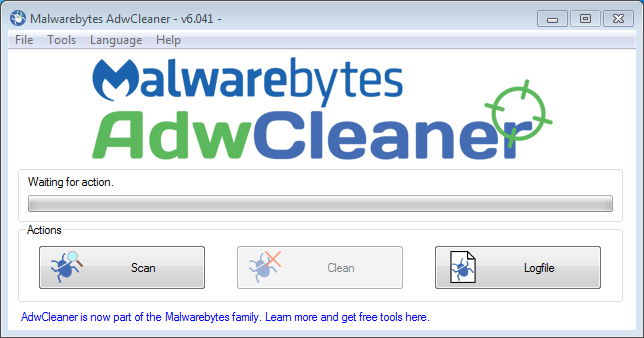 Malwarebytes AdwCleaner - v6.041 -
File Tools Language Help
Malwarebytes
AdwCleaner
Waiting for action.
Actions
Scan Clean Logfile
AdwCleaner is now part of the Malwarebytes family. Learn more and get free tools here.